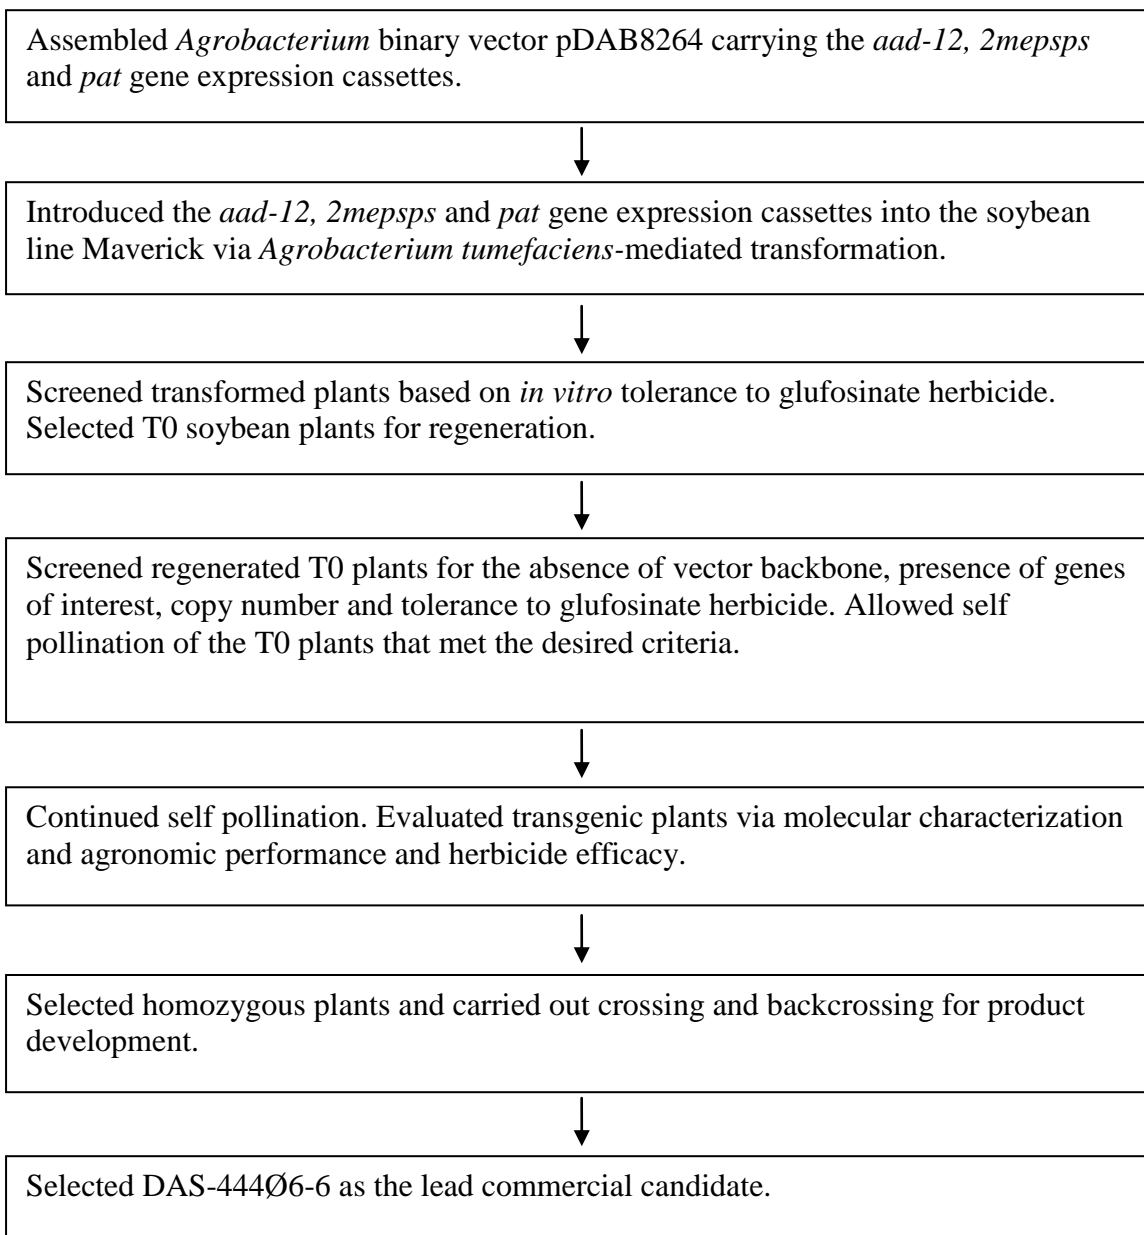 Assembled Agrobacterium binary vector pDAB8264 carrying the aad-12, 2mepsps
and pat gene expression cassettes.
Introduced the aad-12, 2mepsps and pat gene expression cassettes into the soybean
line Maverick via Agrobacterium tumefaciens-mediated transformation.
Screened transformed plants based on in vitro tolerance to glufosinate herbicide.
Selected T0 soybean plants for regeneration.
Screened regenerated T0 plants for the absence of vector backbone, presence of genes
of interest, copy number and tolerance to glufosinate herbicide. Allowed self
pollination of the T0 plants that met the desired criteria.
Continued self pollination. Evaluated transgenic plants via molecular characterization
and agronomic performance and herbicide efficacy.
Selected homozygous plants and carried out crossing and backcrossing for product
development.
Selected DAS-444Ø6-6 as the lead commercial candidate.